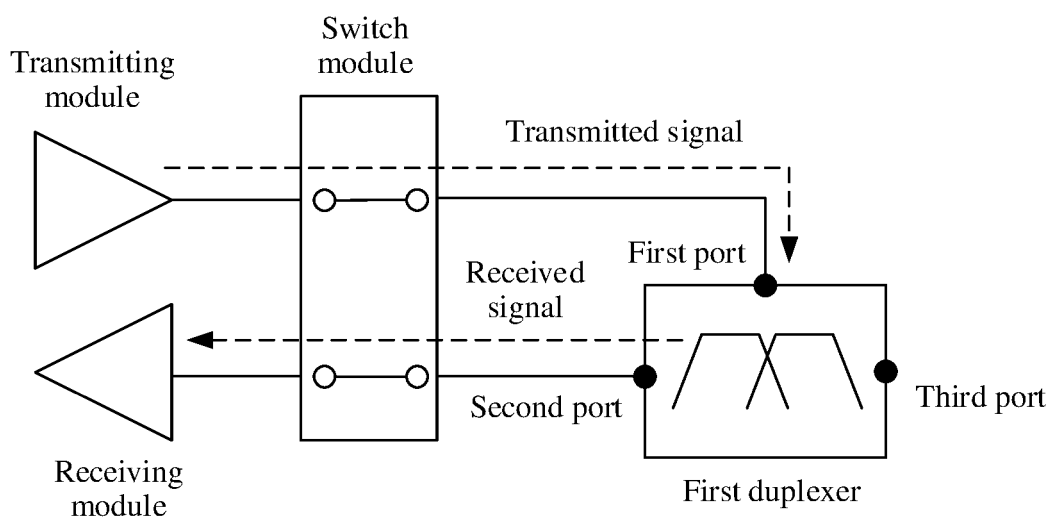 Switch
module
Transmitting
module
Transmitted signal
First port
Received
signal
Second port
Third port
Receiving
module
First duplexer